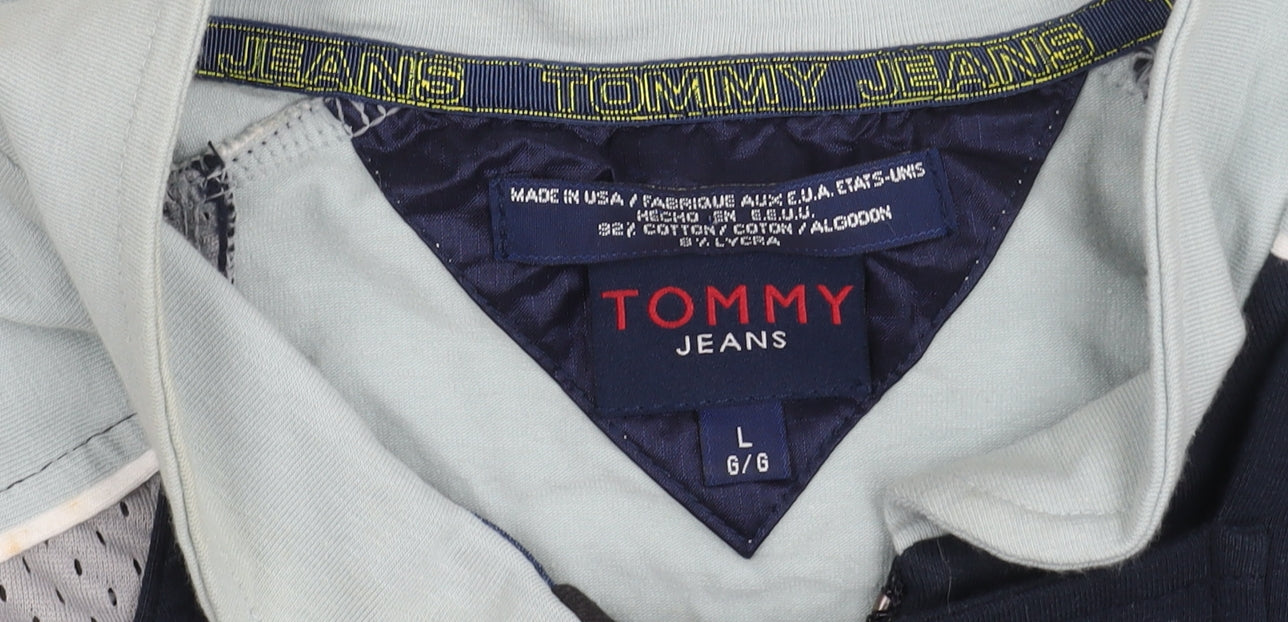 JEANS TOMMY JEANS
MADE IN USA / FABRIQUE AUX E.U.A. ETATS-UNIS
HECHO EN E.E.U.U.
92% COTTON / COTON / ALGODON
8% LYCRA
TOMMY
JEANS
L
G/G